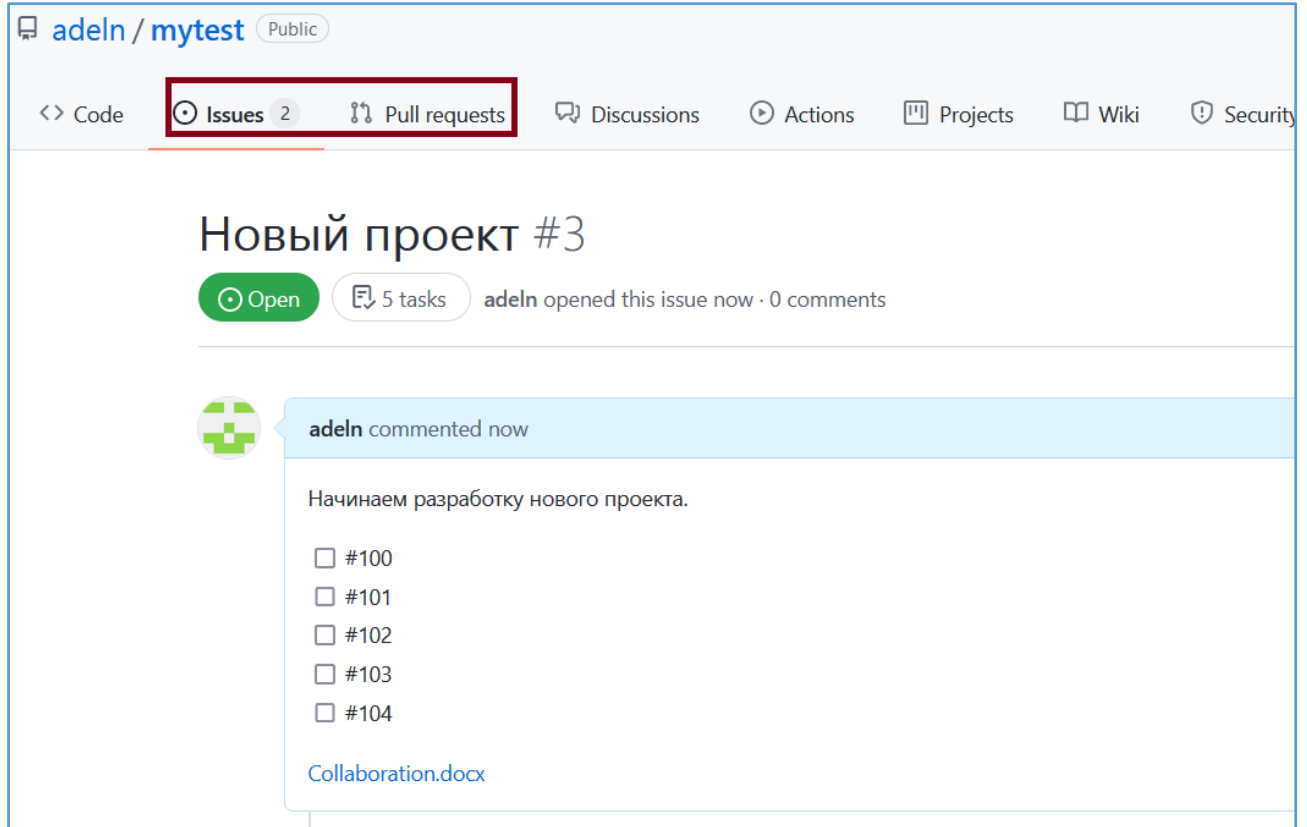 adeln / mytest Public
Code Issues 2 Pull requests Discussions Actions Projects Wiki Security
Новый проект #3
Open 5 tasks adeln opened this issue now · 0 comments
adeln commented now
Начинаем разработку нового проекта.
#100
#101
#102
#103
#104
Collaboration.docx